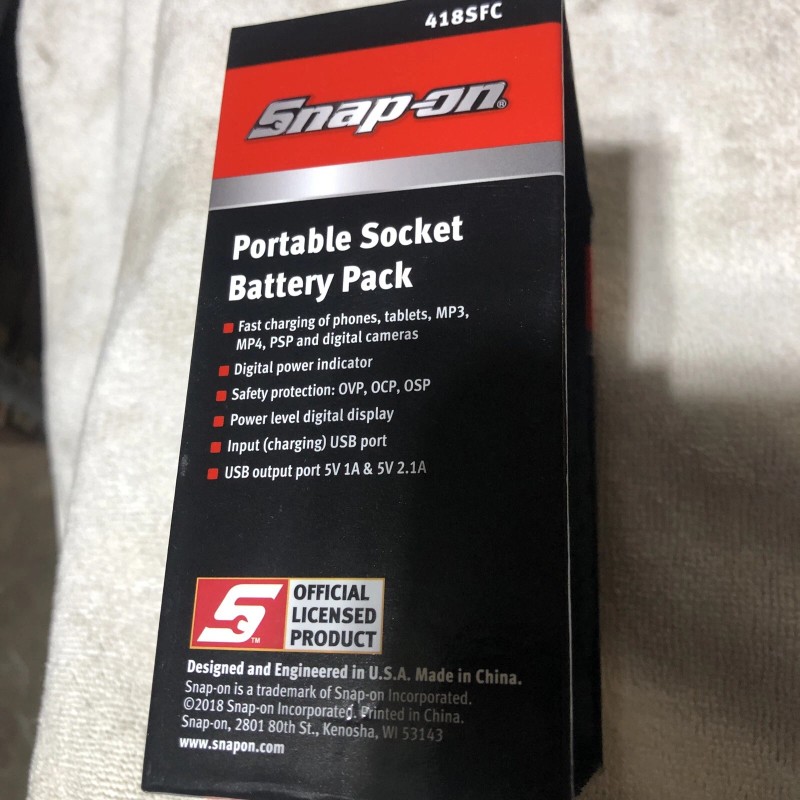 418SFC
Snap-on®
Portable Socket
Battery Pack
Fast charging of phones, tablets, MP3,
MP4, PSP and digital cameras
Digital power indicator
Safety protection: OVP, OCP, OSP
Power level digital display
Input (charging) USB port
USB output port 5V 1A & 5V 2.1A
S™
OFFICIAL
LICENSED
PRODUCT
Designed and Engineered in U.S.A. Made in China.
Snap-on is a trademark of Snap-on Incorporated.
©2018 Snap-on Incorporated. Printed in China.
Snap-on, 2801 80th St., Kenosha, WI 53143
www.snapon.com